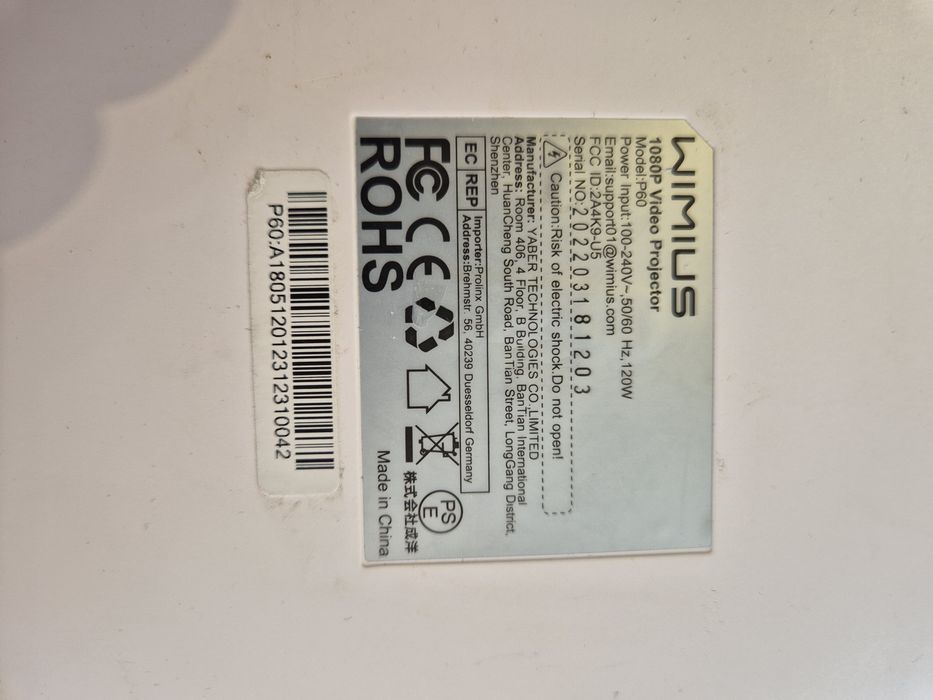 WIMIUS
1080P Video Projector
Model:P60
Power Input:100-240V~,50/60 Hz,120W
Email:support01@wimius.com
FCC ID:2A4K9-U5
Serial NO:2022031 81203
Caution:Risk of electric shock.Do not open!
Manufacturer: YABER TECHNOLOGIES CO.,LIMITED
Address: Room 406, 4 Floor, B Building, BanTian International
Center, HuanCheng South Road, BanTian Street, LongGang District,
Shenzhen
EC REP
Importer:Prolinx GmbH
Address:Brehmstr. 56, 40239 Duesseldorf Germany
FC CE
PS
E
株式会社成洋
ROHS
Made in China
P60:A180512012312310042